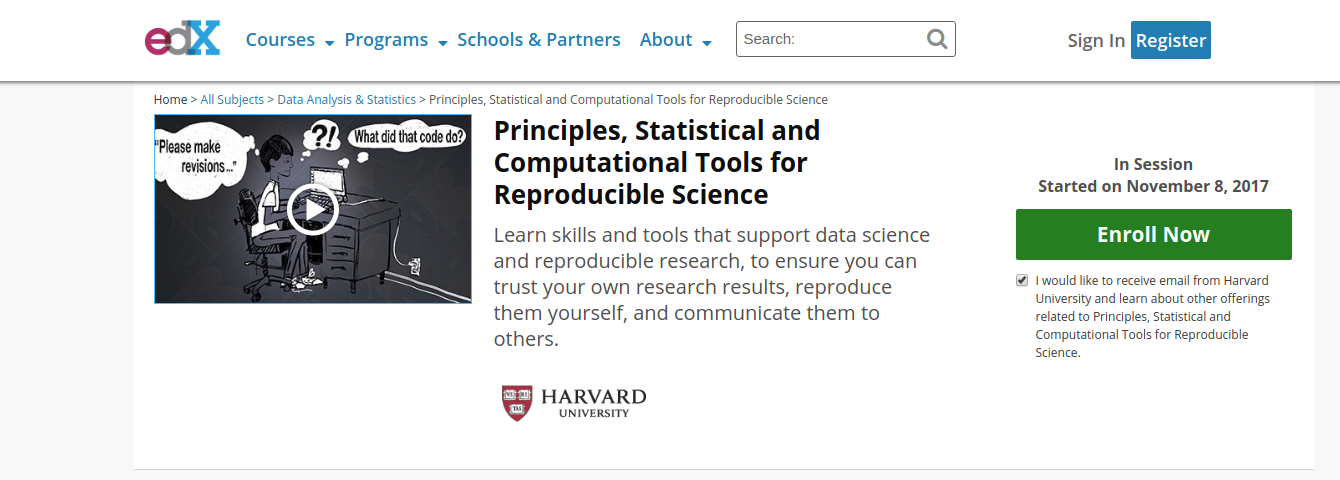 edX
Courses
Programs
Schools & Partners
About
Search:
Sign In
Register
Home > All Subjects > Data Analysis & Statistics > Principles, Statistical and Computational Tools for Reproducible Science
"Please make
revisions..."
?!
What did that code do?
Principles, Statistical and
Computational Tools for
Reproducible Science
Learn skills and tools that support data science
and reproducible research, to ensure you can
trust your own research results, reproduce
them yourself, and communicate them to
others.
VE RI
TAS
HARVARD
UNIVERSITY
In Session
Started on November 8, 2017
Enroll Now
I would like to receive email from Harvard
University and learn about other offerings
related to Principles, Statistical and
Computational Tools for Reproducible
Science.